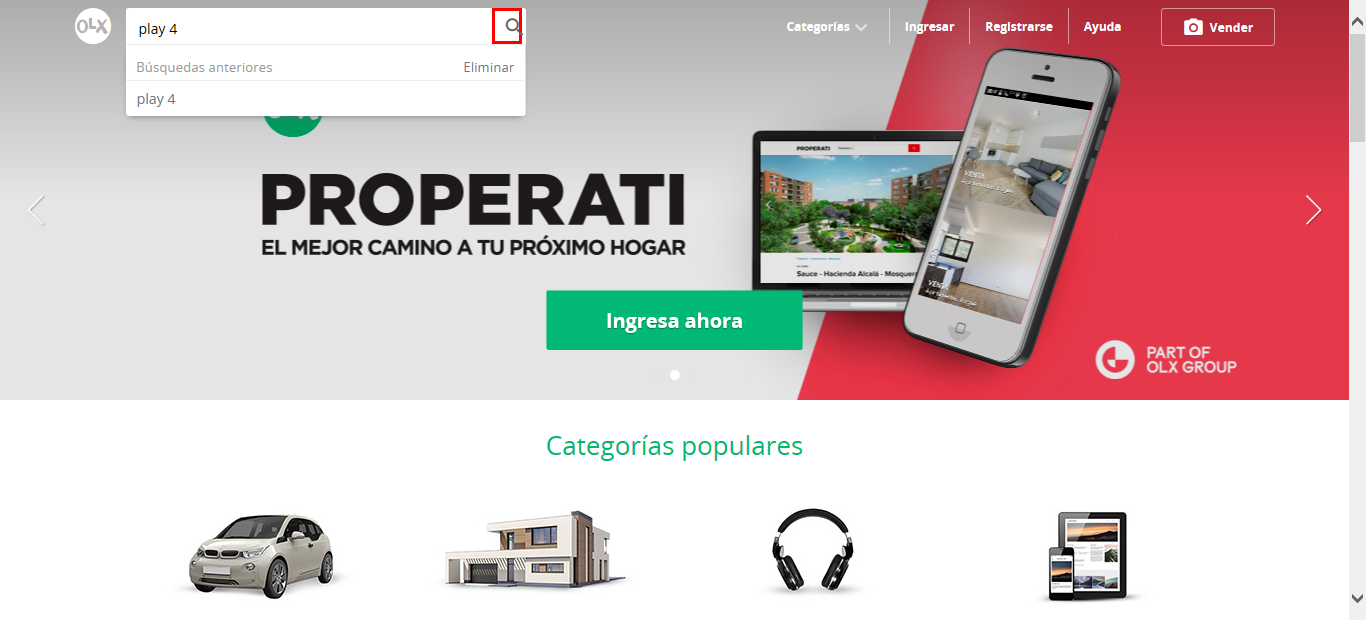 OLX
play 4
Categorías
Ingresar
Registrarse
Ayuda
Vender
Búsquedas anteriores
Eliminar
play 4
PROPERATI
EL MEJOR CAMINO A TU PRÓXIMO HOGAR
PROPERATI
Sauce - Hacienda Alcalá - Mosquera
VENTA
VENTA
Ingresa ahora
PART OF
OLX GROUP
Categorías populares